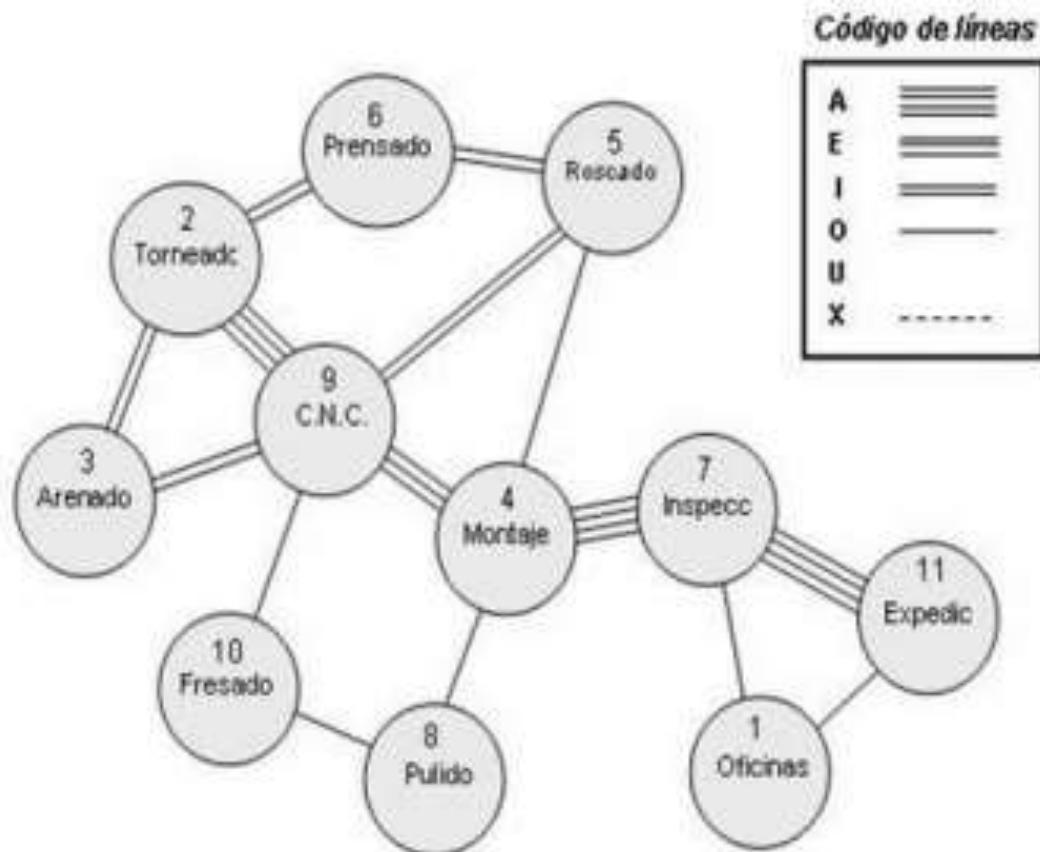 Código de líneas
A
E
I
O
U
X
6
Prensado
5
Roscado
2
Torneadc
9
C.N.C.
3
Arenado
4
Montaje
7
Inspecc
11
Expedic
10
Fresado
8
Pulido
1
Oficinas